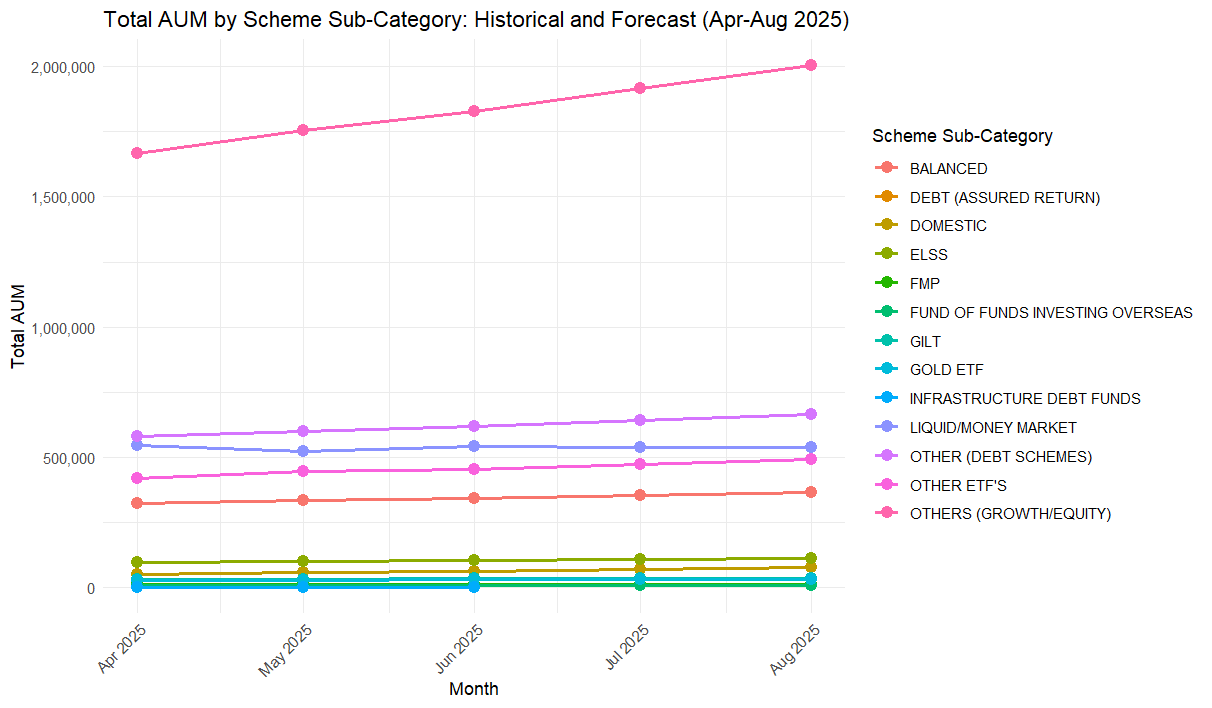 Total AUM by Scheme Sub-Category: Historical and Forecast (Apr-Aug 2025)
Total AUM
2,000,000
1,500,000
1,000,000
500,000
0
Apr 2025
May 2025
Jun 2025
Jul 2025
Aug 2025
Month
Scheme Sub-Category
BALANCED
DEBT (ASSURED RETURN)
DOMESTIC
ELSS
FMP
FUND OF FUNDS INVESTING OVERSEAS
GILT
GOLD ETF
INFRASTRUCTURE DEBT FUNDS
LIQUID/MONEY MARKET
OTHER (DEBT SCHEMES)
OTHER ETF'S
OTHERS (GROWTH/EQUITY)